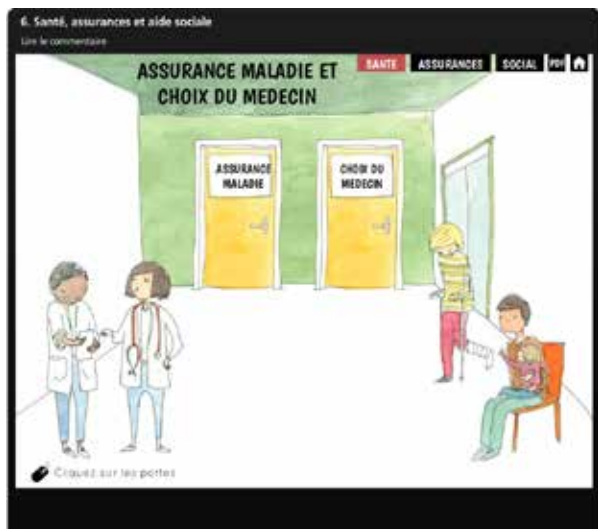 6. Santé, assurances et aide sociale
Lire le commentaire
SANTE ASSURANCES SOCIAL PDF
ASSURANCE MALADIE ET
CHOIX DU MEDECIN
ASSURANCE
MALADIE
CHOIX DU
MEDECIN
Cliquez sur les portes